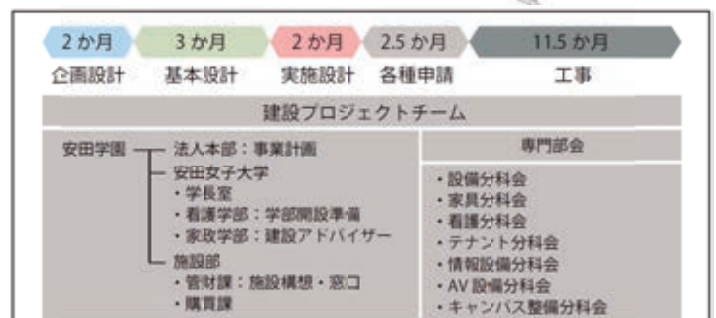 2 か月 3 か月 2 か月 2.5 か月 11.5 か月
企画設計 基本設計 実施設計 各種申請 工事
建設プロジェクトチーム
安田学園 法人本部：事業計画
安田女子大学
・学長室
・看護学部：学部開設準備
・家政学部：建設アドバイザー
施設部
・管財課：施設構想・窓口
・購買課
専門部会
・設備分科会
・家具分科会
・看護分科会
・テナント分科会
・情報設備分科会
・AV 設備分科会
・キャンパス整備分科会